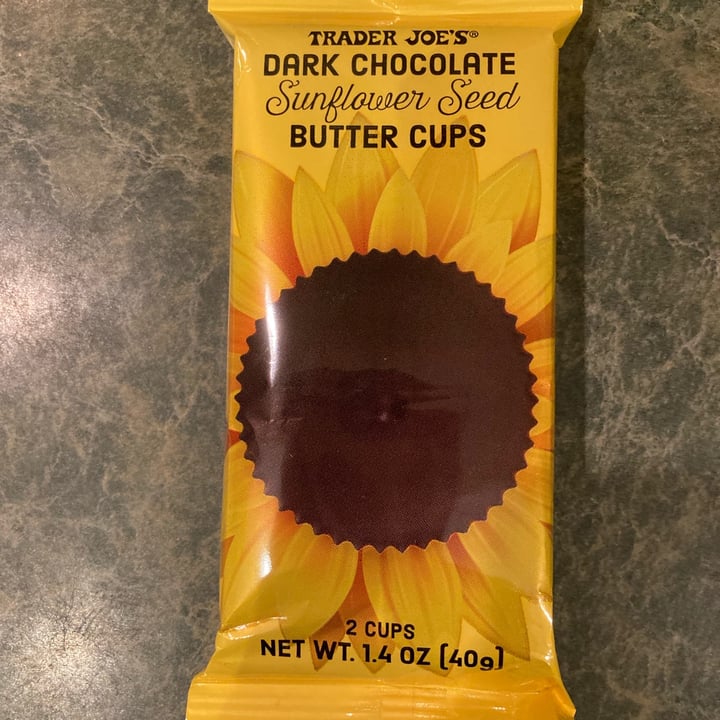 TRADER JOE'S®
DARK CHOCOLATE
Sunflower Seed
BUTTER CUPS
2 CUPS
NET WT. 1.4 OZ (40g)